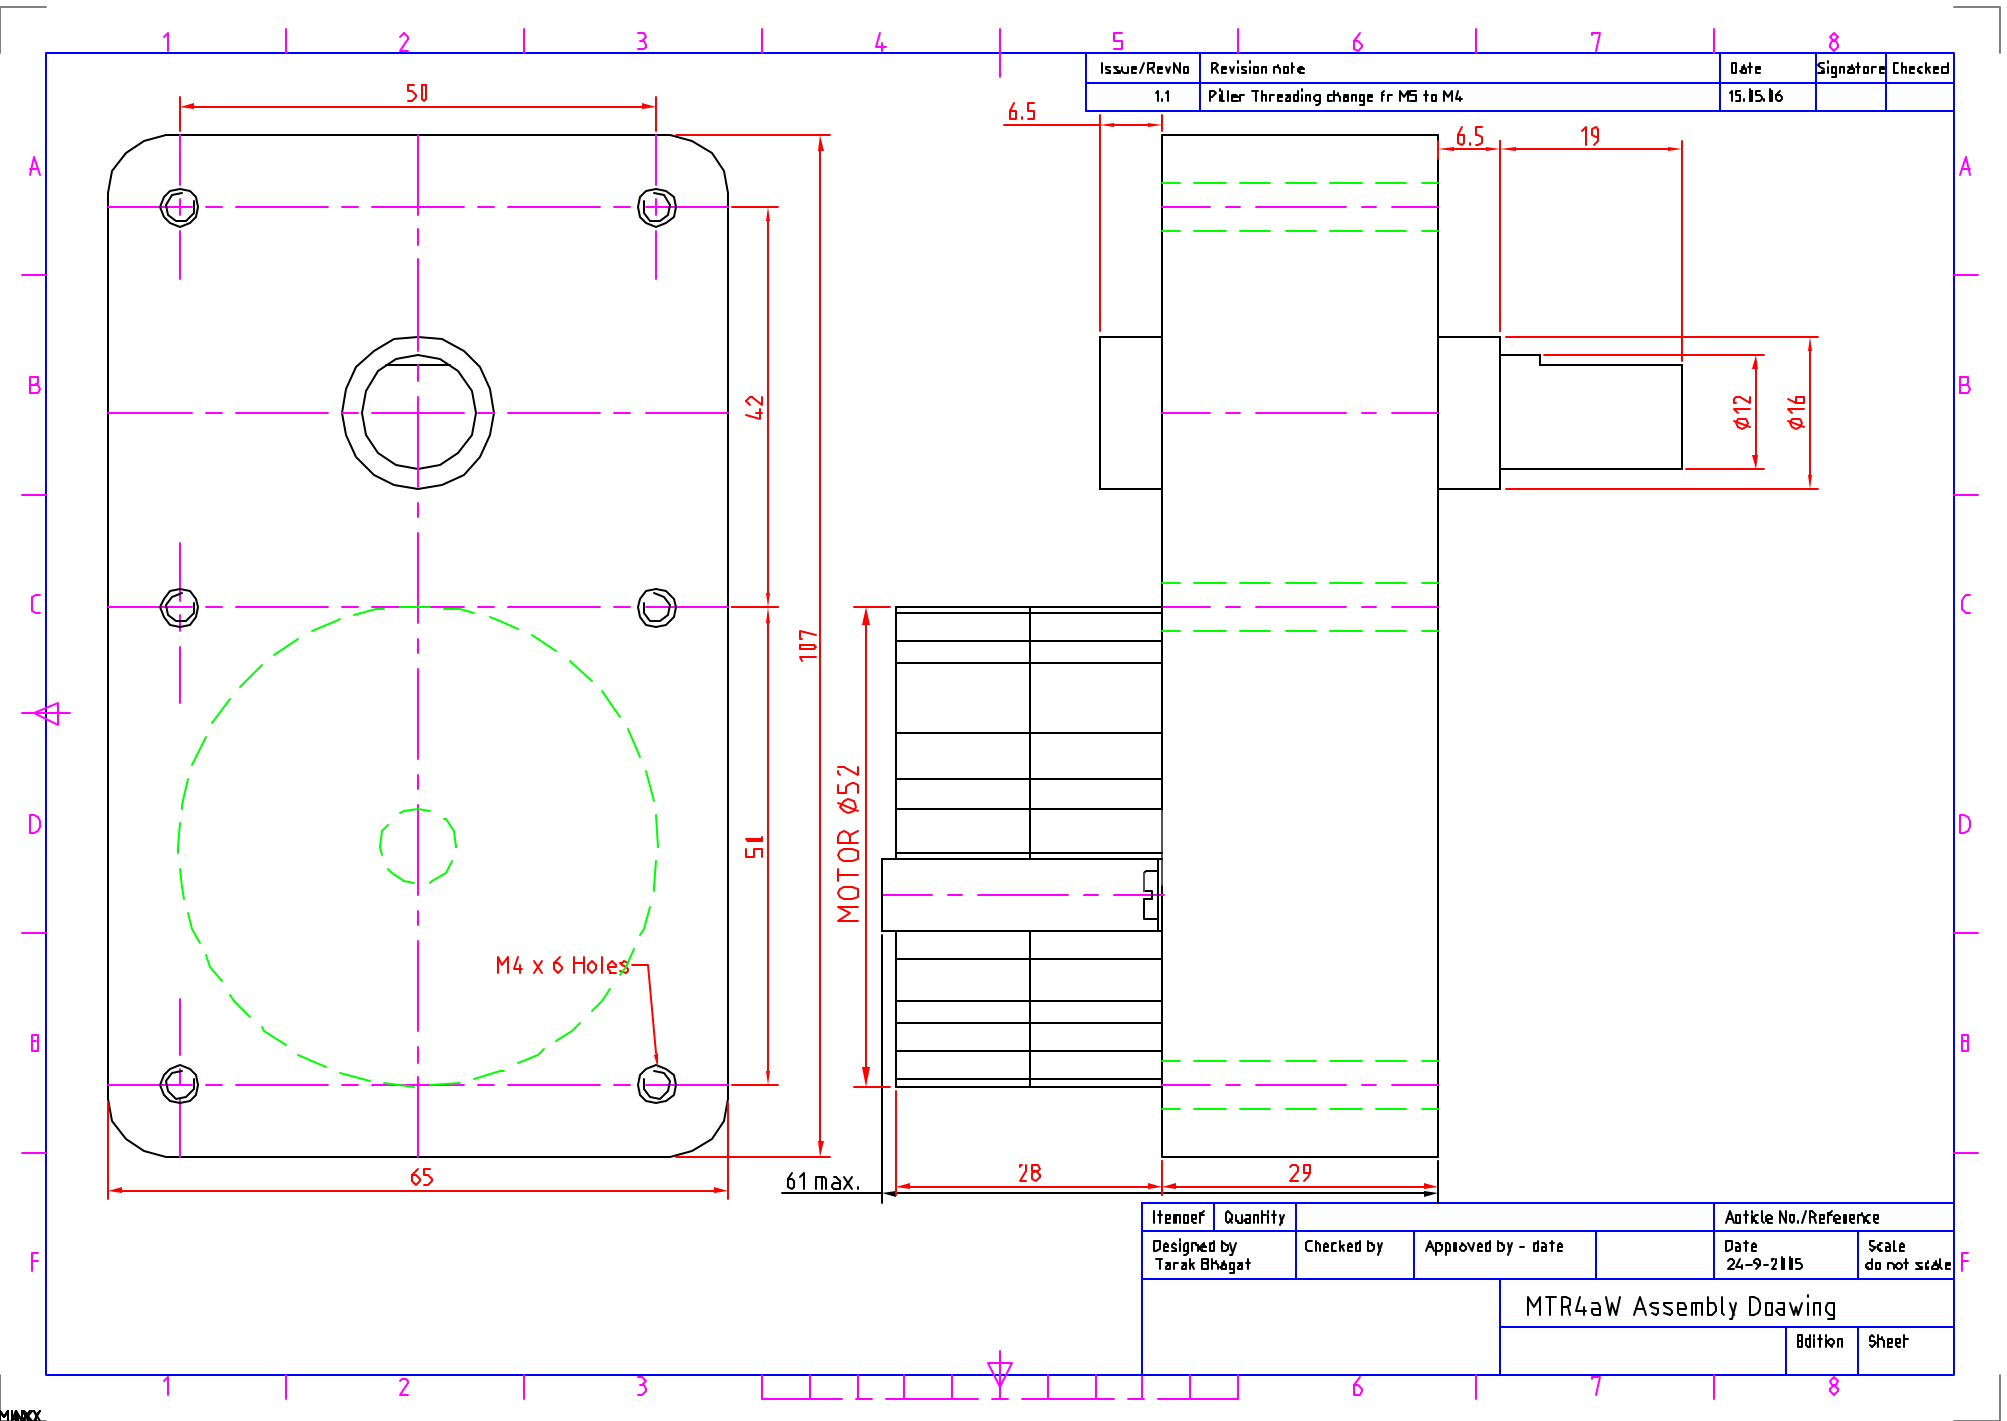 1 2 3 4 5 6 7 8
Issue/RevNo Revision note Date Signature Checked
1.1 Piller Threading change fr M5 to M4 15.05.06
50
6.5
6.5 19
A A
B B
42
ø12 ø16
C C
107
MOTOR ø52
D D
51
M4 x 6 Holes
E E
65
61 max.
28 29
Itemref Quantity Article No./Reference
Designed by Checked by Approved by - date Date Scale
Tarak Bhagat 24-9-2005 do not scale
F F
MTR4aW Assembly Drawing
Edition Sheet
1 2 3 6 7 8